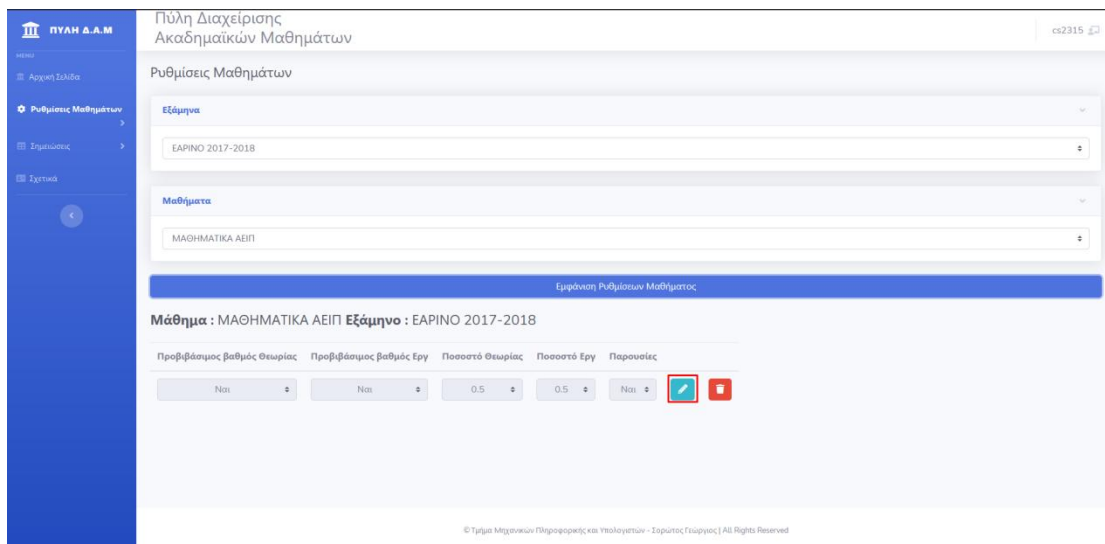 ΠΥΛΗ Δ.Α.Μ
Πύλη Διαχείρισης
Ακαδημαϊκών Μαθημάτων
cs2315
MENU
Αρχική Σελίδα
Ρυθμίσεις Μαθημάτων
Σημειώσεις
Σχετικά
Ρυθμίσεις Μαθημάτων
Εξάμηνα
ΕΑΡΙΝΟ 2017-2018
Μαθήματα
ΜΑΘΗΜΑΤΙΚΑ ΑΕΙΠ
Εμφάνιση Ρυθμίσεων Μαθήματος
Μάθημα : ΜΑΘΗΜΑΤΙΚΑ ΑΕΙΠ Εξάμηνο : ΕΑΡΙΝΟ 2017-2018
Προβιβάσιμος βαθμός Θεωρίας Προβιβάσιμος βαθμός Εργ Ποσοστό Θεωρίας Ποσοστό Εργ Παρουσίες
Ναι Ναι 0.5 0.5 Ναι
© Τμήμα Μηχανικών Πληροφορικής και Υπολογιστών - Σορώτος Γεώργιος | All Rights Reserved